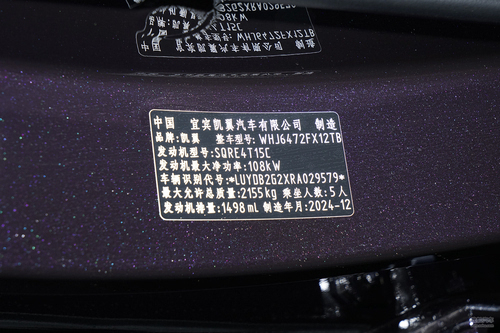 中国 宜宾凯翼汽车有限公司 制造
品牌:凯翼 整车型号:WHJ6472FX12TB
发动机型号:SQRE4T15C
发动机最大净功率:108kW
车辆识别代号:*LUYDB2G2XRA029579*
最大允许总质量:2155kg 乘坐人数:5人
发动机排量:1498mL 制造年月:2024-12